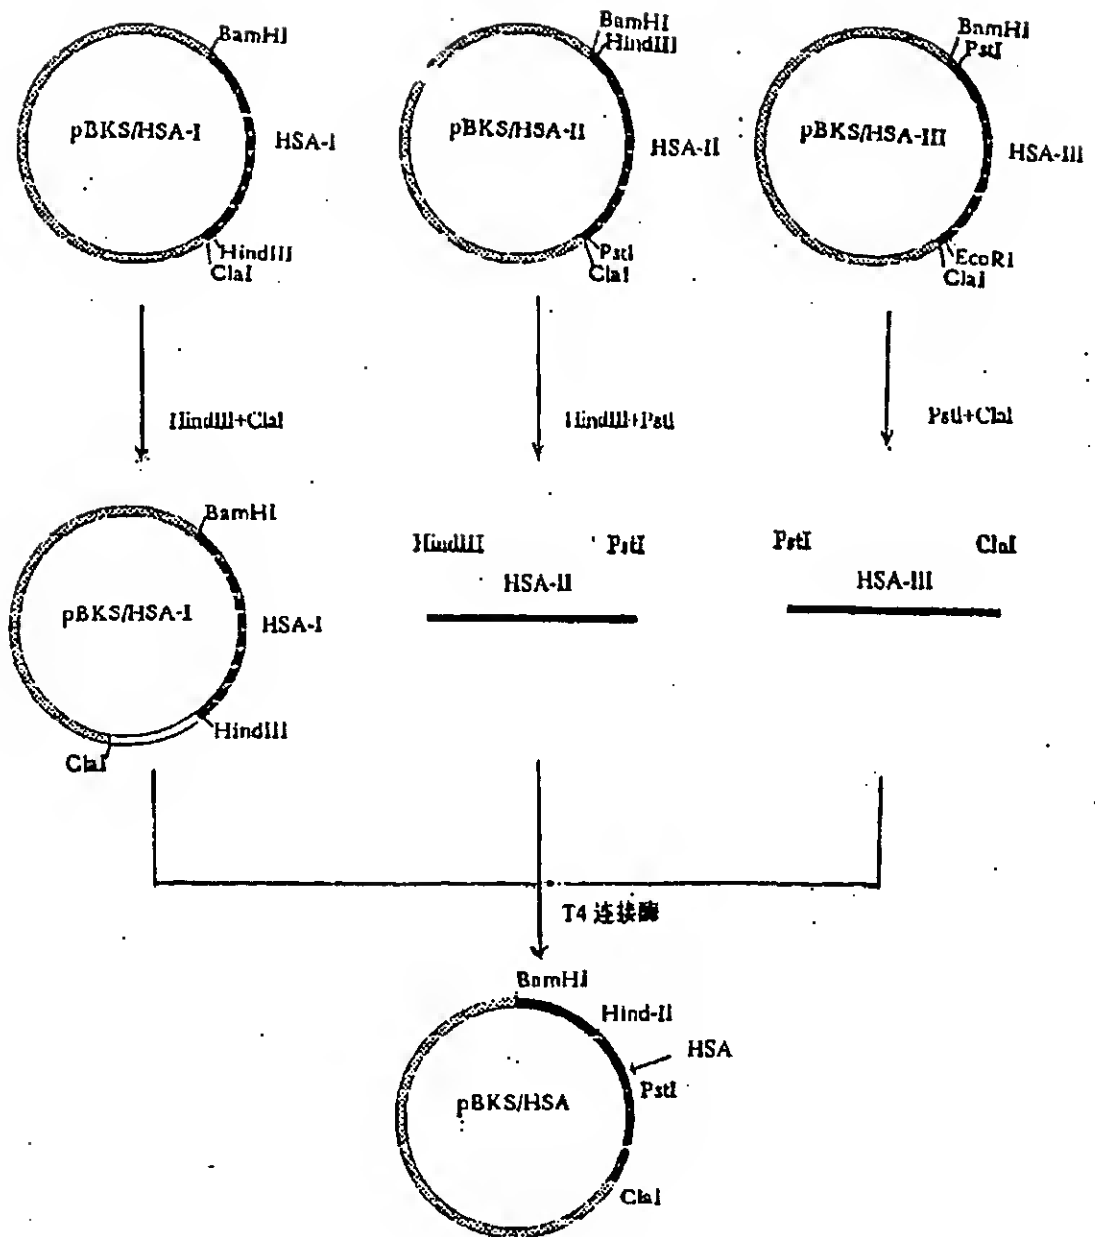 BamHI
BamHI
HindIII
BamHI
PstI
pBKS/HSA-I
HSA-I
pBKS/HSA-II
HSA-II
pBKS/HSA-III
HSA-III
HindIII
ClaI
PstI
ClaI
EcoRI
ClaI
HindIII+ClaI
HindIII+PstI
PstI+ClaI
BamHI
HindIII
PstI
PstI
ClaI
HSA-II
HSA-III
pBKS/HSA-I
HSA-I
HindIII
ClaI
T4 连接酶
BamHI
Hind-II
HSA
PstI
pBKS/HSA
ClaI